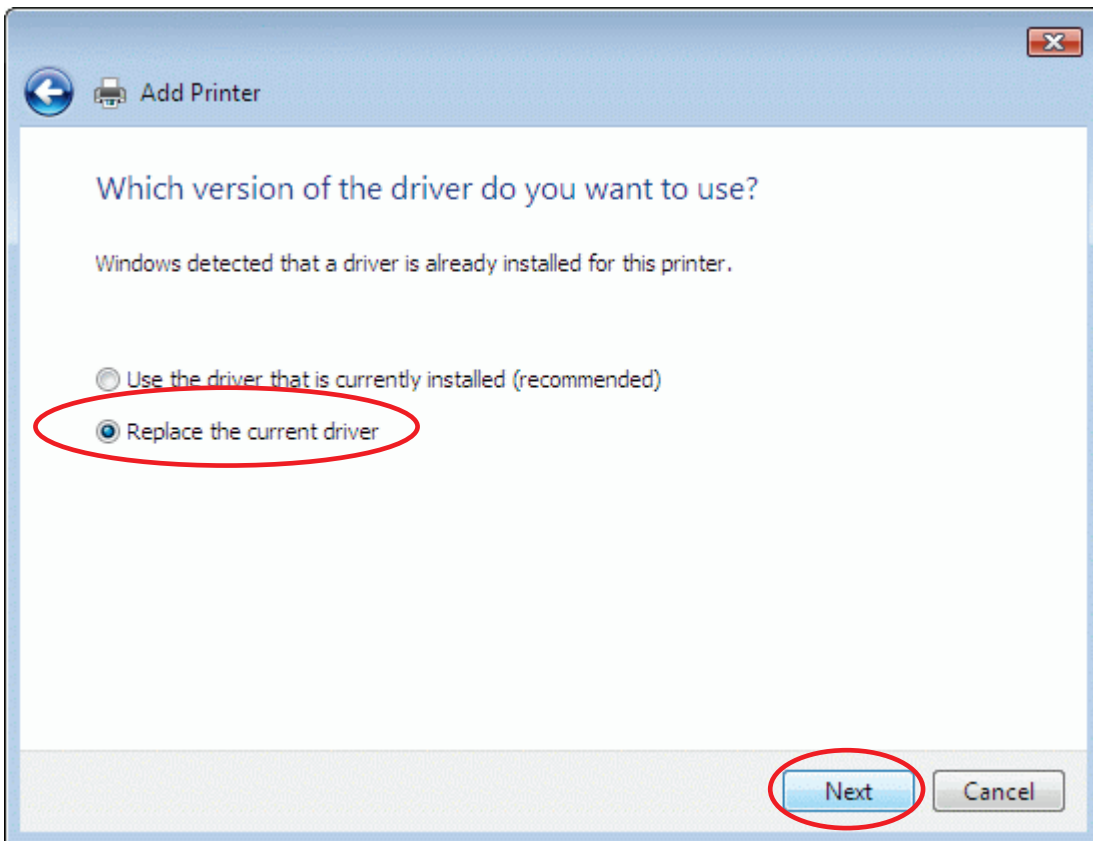 Add Printer
Which version of the driver do you want to use?
Windows detected that a driver is already installed for this printer.
Use the driver that is currently installed (recommended)
Replace the current driver
Next Cancel